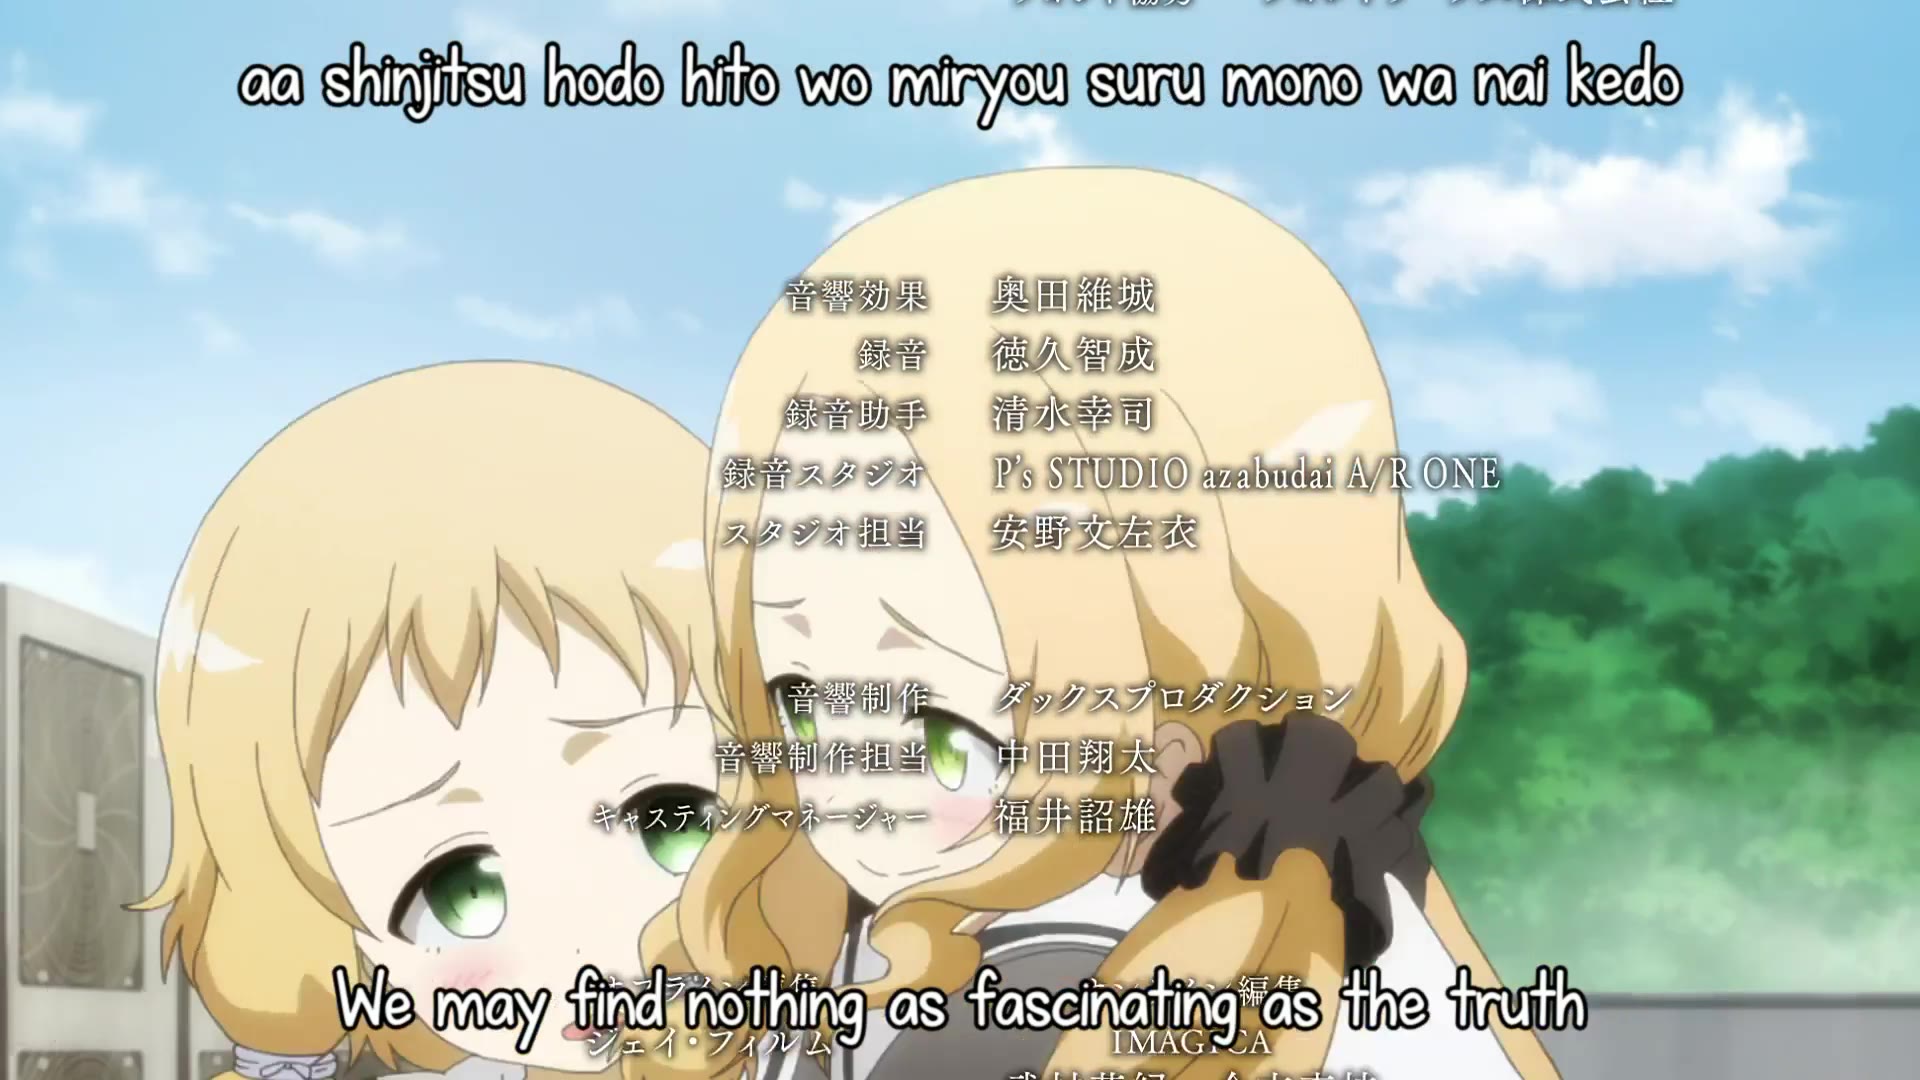 aa shinjitsu hodo hito wo miryou suru mono wa nai kedo
音響効果 奥田維城
録音 徳久智成
録音助手 清水幸司
録音スタジオ P's STUDIO azabudai A/R ONE
スタジオ担当 安野文左衣
音響制作 ダックスプロダクション
音響制作担当 中田翔太
キャスティングマネージャー 福井詔雄
We may find nothing as fascinating as the truth
ジェイ・フィルム IMAGICA